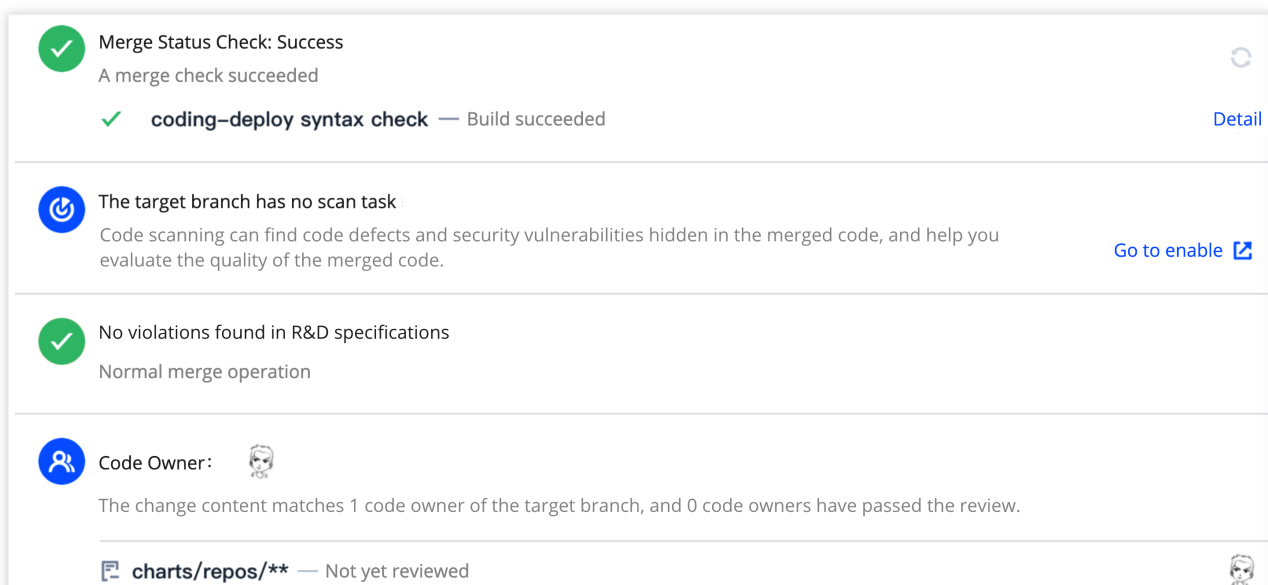 Merge Status Check: Success
A merge check succeeded
coding-deploy syntax check — Build succeeded
Detail
The target branch has no scan task
Code scanning can find code defects and security vulnerabilities hidden in the merged code, and help you
evaluate the quality of the merged code.
Go to enable
No violations found in R&D specifications
Normal merge operation
Code Owner:
The change content matches 1 code owner of the target branch, and 0 code owners have passed the review.
charts/repos/** — Not yet reviewed